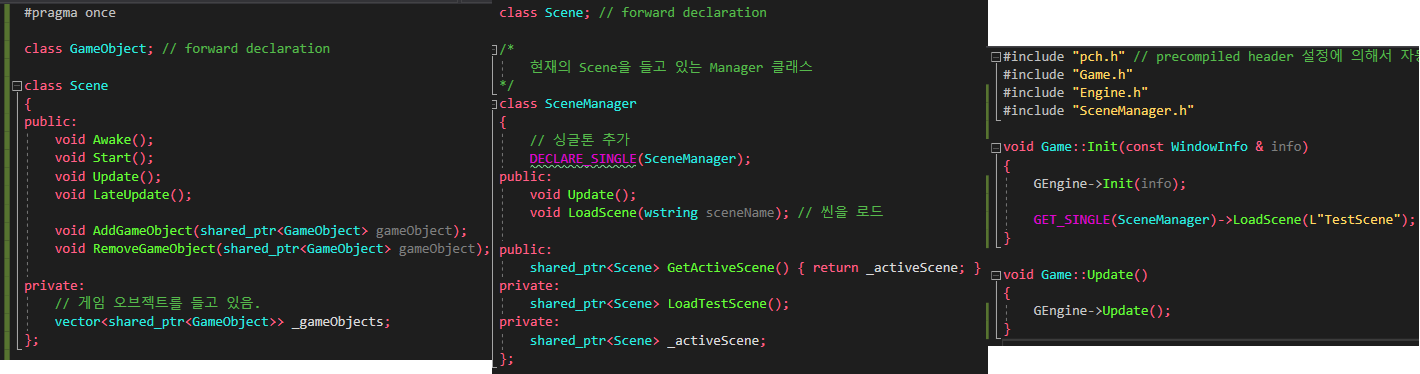 #pragma once
class GameObject; // forward declaration
class Scene
{
public:
void Awake();
void Start();
void Update();
void LateUpdate();
void AddGameObject(shared_ptr<GameObject> gameObject);
void RemoveGameObject(shared_ptr<GameObject> gameObject);
private:
// 게임 오브젝트를 들고 있음.
vector<shared_ptr<GameObject>> _gameObjects;
};
class Scene; // forward declaration
/*
현재의 Scene을 들고 있는 Manager 클래스
*/
class SceneManager
{
// 싱글톤 추가
DECLARE_SINGLE(SceneManager);
public:
void Update();
void LoadScene(wstring sceneName); // 씬을 로드
public:
shared_ptr<Scene> GetActiveScene() { return _activeScene; }
private:
shared_ptr<Scene> LoadTestScene();
private:
shared_ptr<Scene> _activeScene;
};
#include "pch.h" // precompiled header 설정에 의해서
#include "Game.h"
#include "Engine.h"
#include "SceneManager.h"
void Game::Init(const WindowInfo & info)
{
GEngine->Init(info);
GET_SINGLE(SceneManager)->LoadScene(L"TestScene");
}
void Game::Update()
{
GEngine->Update();
}